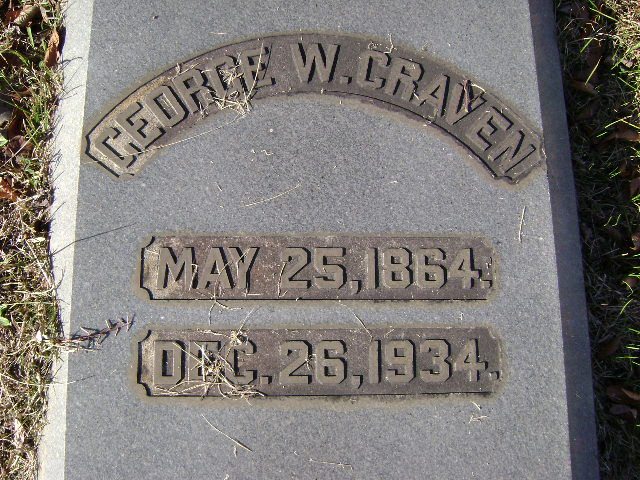 GEORGE W. CRAVEN.
MAY 25, 1864.
DEC. 26, 1934.